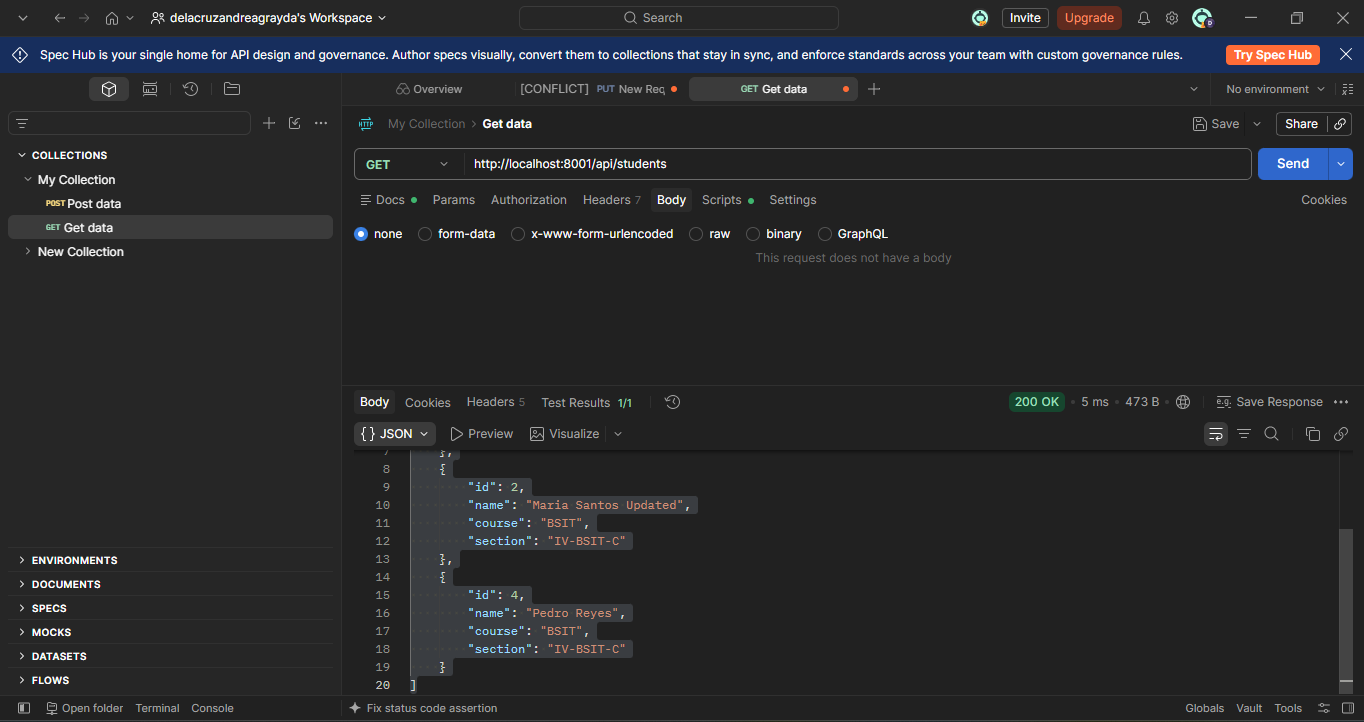 delacruzandreagrayda's Workspace
Search
Invite
Upgrade
D
Spec Hub is your single home for API design and governance. Author specs visually, convert them to collections that stay in sync, and enforce standards across your team with custom governance rules.
Try Spec Hub
Overview
[CONFLICT] PUT New Req
GET Get data
No environment
HTTP
My Collection > Get data
Save
Share
COLLECTIONS
My Collection
POST Post data
GET Get data
New Collection
GET
http://localhost:8001/api/students
Send
Docs
Params
Authorization
Headers 7
Body
Scripts
Settings
Cookies
none
form-data
x-www-form-urlencoded
raw
binary
GraphQL
This request does not have a body
Body
Cookies
Headers 5
Test Results 1/1
200 OK
5 ms
473 B
e.g. Save Response
{} JSON
Preview
Visualize
7 },
8 {
9 "id": 2,
10 "name": "Maria Santos Updated",
11 "course": "BSIT",
12 "section": "IV-BSIT-C"
13 },
14 {
15 "id": 4,
16 "name": "Pedro Reyes",
17 "course": "BSIT",
18 "section": "IV-BSIT-C"
19 }
20 ]
ENVIRONMENTS
DOCUMENTS
SPECS
MOCKS
DATASETS
FLOWS
Open folder
Terminal
Console
Fix status code assertion
Globals
Vault
Tools